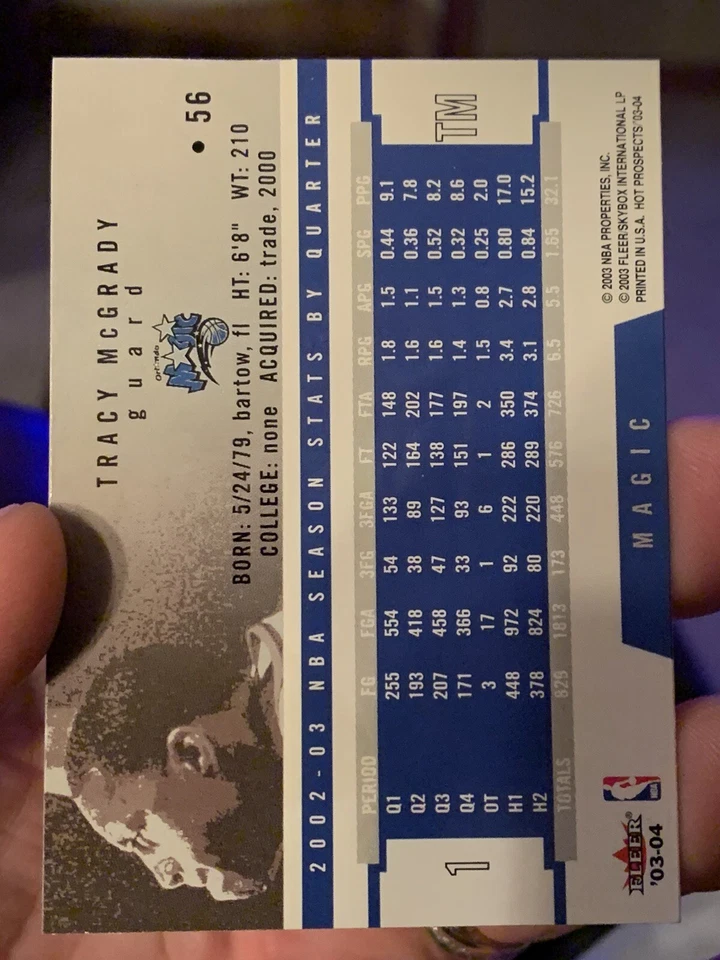 TRACY McGRADY • 56
guard
Orlando
MAGIC
BORN: 5/24/79, bartow, fl HT: 6'8" WT: 210
COLLEGE: none ACQUIRED: trade, 2000
2002-03 NBA SEASON STATS BY QUARTER
1 TM
PERIOD FG FGA 3FG 3FGA FT FTA RPG APG SPG PPG
Q1 255 554 54 133 122 148 1.8 1.5 0.44 9.1
Q2 193 418 38 89 164 202 1.6 1.1 0.36 7.8
Q3 207 458 47 127 138 177 1.6 1.5 0.52 8.2
Q4 171 366 33 93 151 197 1.4 1.3 0.32 8.6
OT 3 17 1 6 1 2 1.5 0.8 0.25 2.0
H1 448 972 92 222 286 350 3.4 2.7 0.80 17.0
H2 378 824 80 220 289 374 3.1 2.8 0.84 15.2
TOTALS 829 1813 173 448 576 726 6.5 5.5 1.65 32.1
FLEER®
'03-04
NBA
MAGIC
© 2003 NBA PROPERTIES, INC.
© 2003 FLEER/SKYBOX INTERNATIONAL LP
PRINTED IN U.S.A. HOT PROSPECTS '03-04